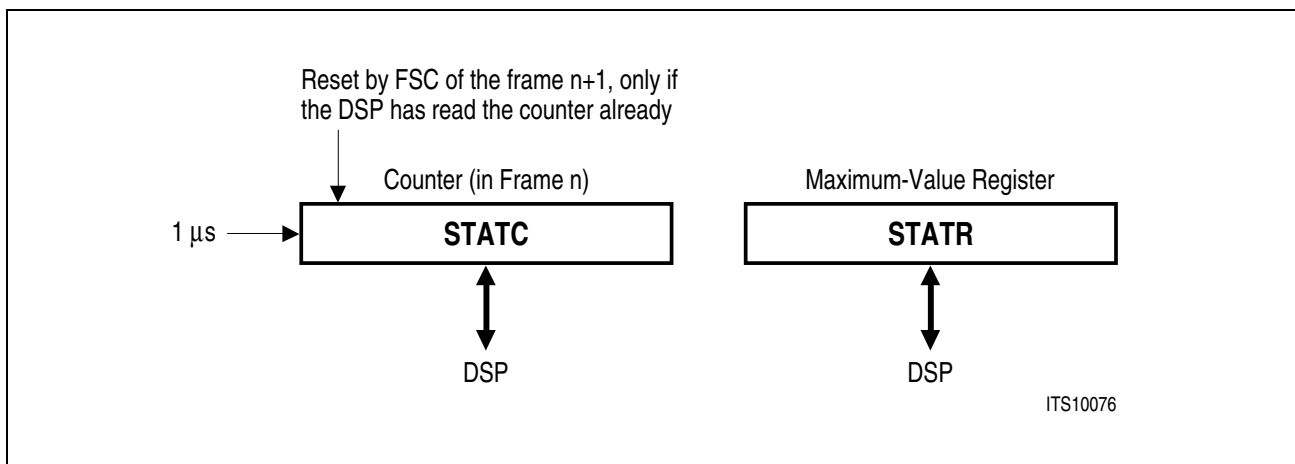 Reset by FSC of the frame n+1, only if
the DSP has read the counter already
Counter (in Frame n)
Maximum-Value Register
1 µs
STATC
STATR
DSP
DSP
ITS10076